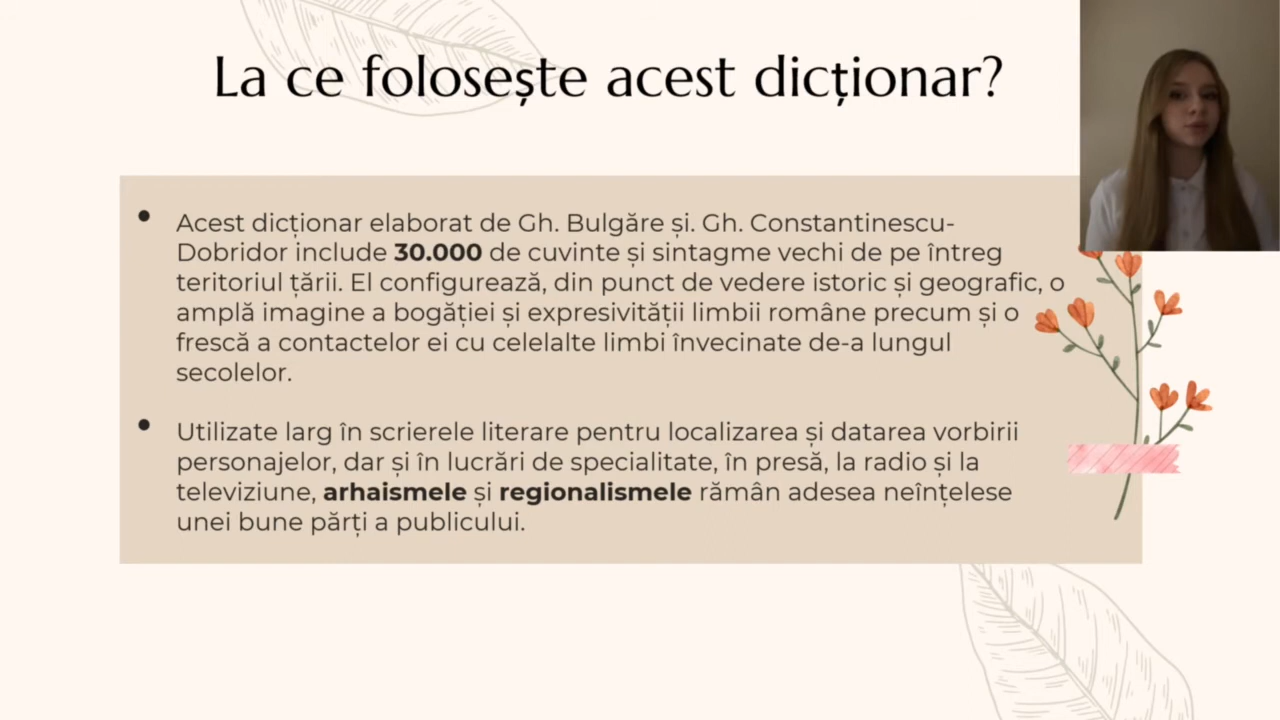 La ce folosește acest dicționar?
• Acest dicționar elaborat de Gh. Bulgăre și. Gh. Constantinescu-
Dobridor include 30.000 de cuvinte și sintagme vechi de pe întreg
teritoriul țării. El configurează, din punct de vedere istoric și geografic, o
amplă imagine a bogăției și expresivității limbii române precum și o
frescă a contactelor ei cu celelalte limbi învecinate de-a lungul
secolelor.
• Utilizate larg în scrierele literare pentru localizarea și datarea vorbirii
personajelor, dar și în lucrări de specialitate, în presă, la radio și la
televiziune, arhaismele și regionalismele rămân adesea neînțelese
unei bune părți a publicului.